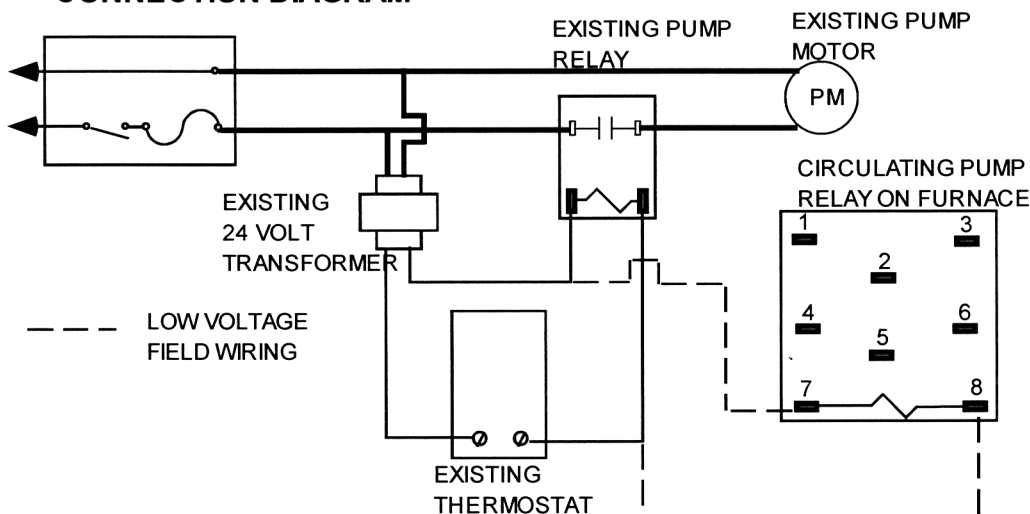 CONNECTION DIAGRAM
EXISTING PUMP
RELAY
EXISTING PUMP
MOTOR
PM
EXISTING
24 VOLT
TRANSFORMER
CIRCULATING PUMP
RELAY ON FURNACE
1
3
2
4
6
5
7
8
LOW VOLTAGE
FIELD WIRING
EXISTING
THERMOSTAT